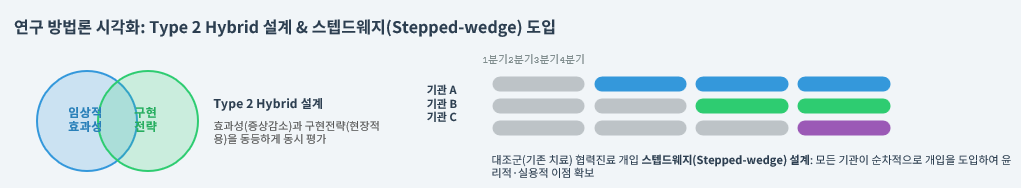 연구 방법론 시각화: Type 2 Hybrid 설계 & 스텝드웨지(Stepped-wedge) 도입
임상적
효과성
구현
전략
Type 2 Hybrid 설계
효과성(증상감소)과 구현전략(현장적
용)을 동등하게 동시 평가
1분기2분기3분기4분기
기관 A
기관 B
기관 C
대조군(기존 치료) 협력진료 개입 스텝드웨지(Stepped-wedge) 설계: 모든 기관이 순차적으로 개입을 도입하여 윤
리적·실용적 이점 확보